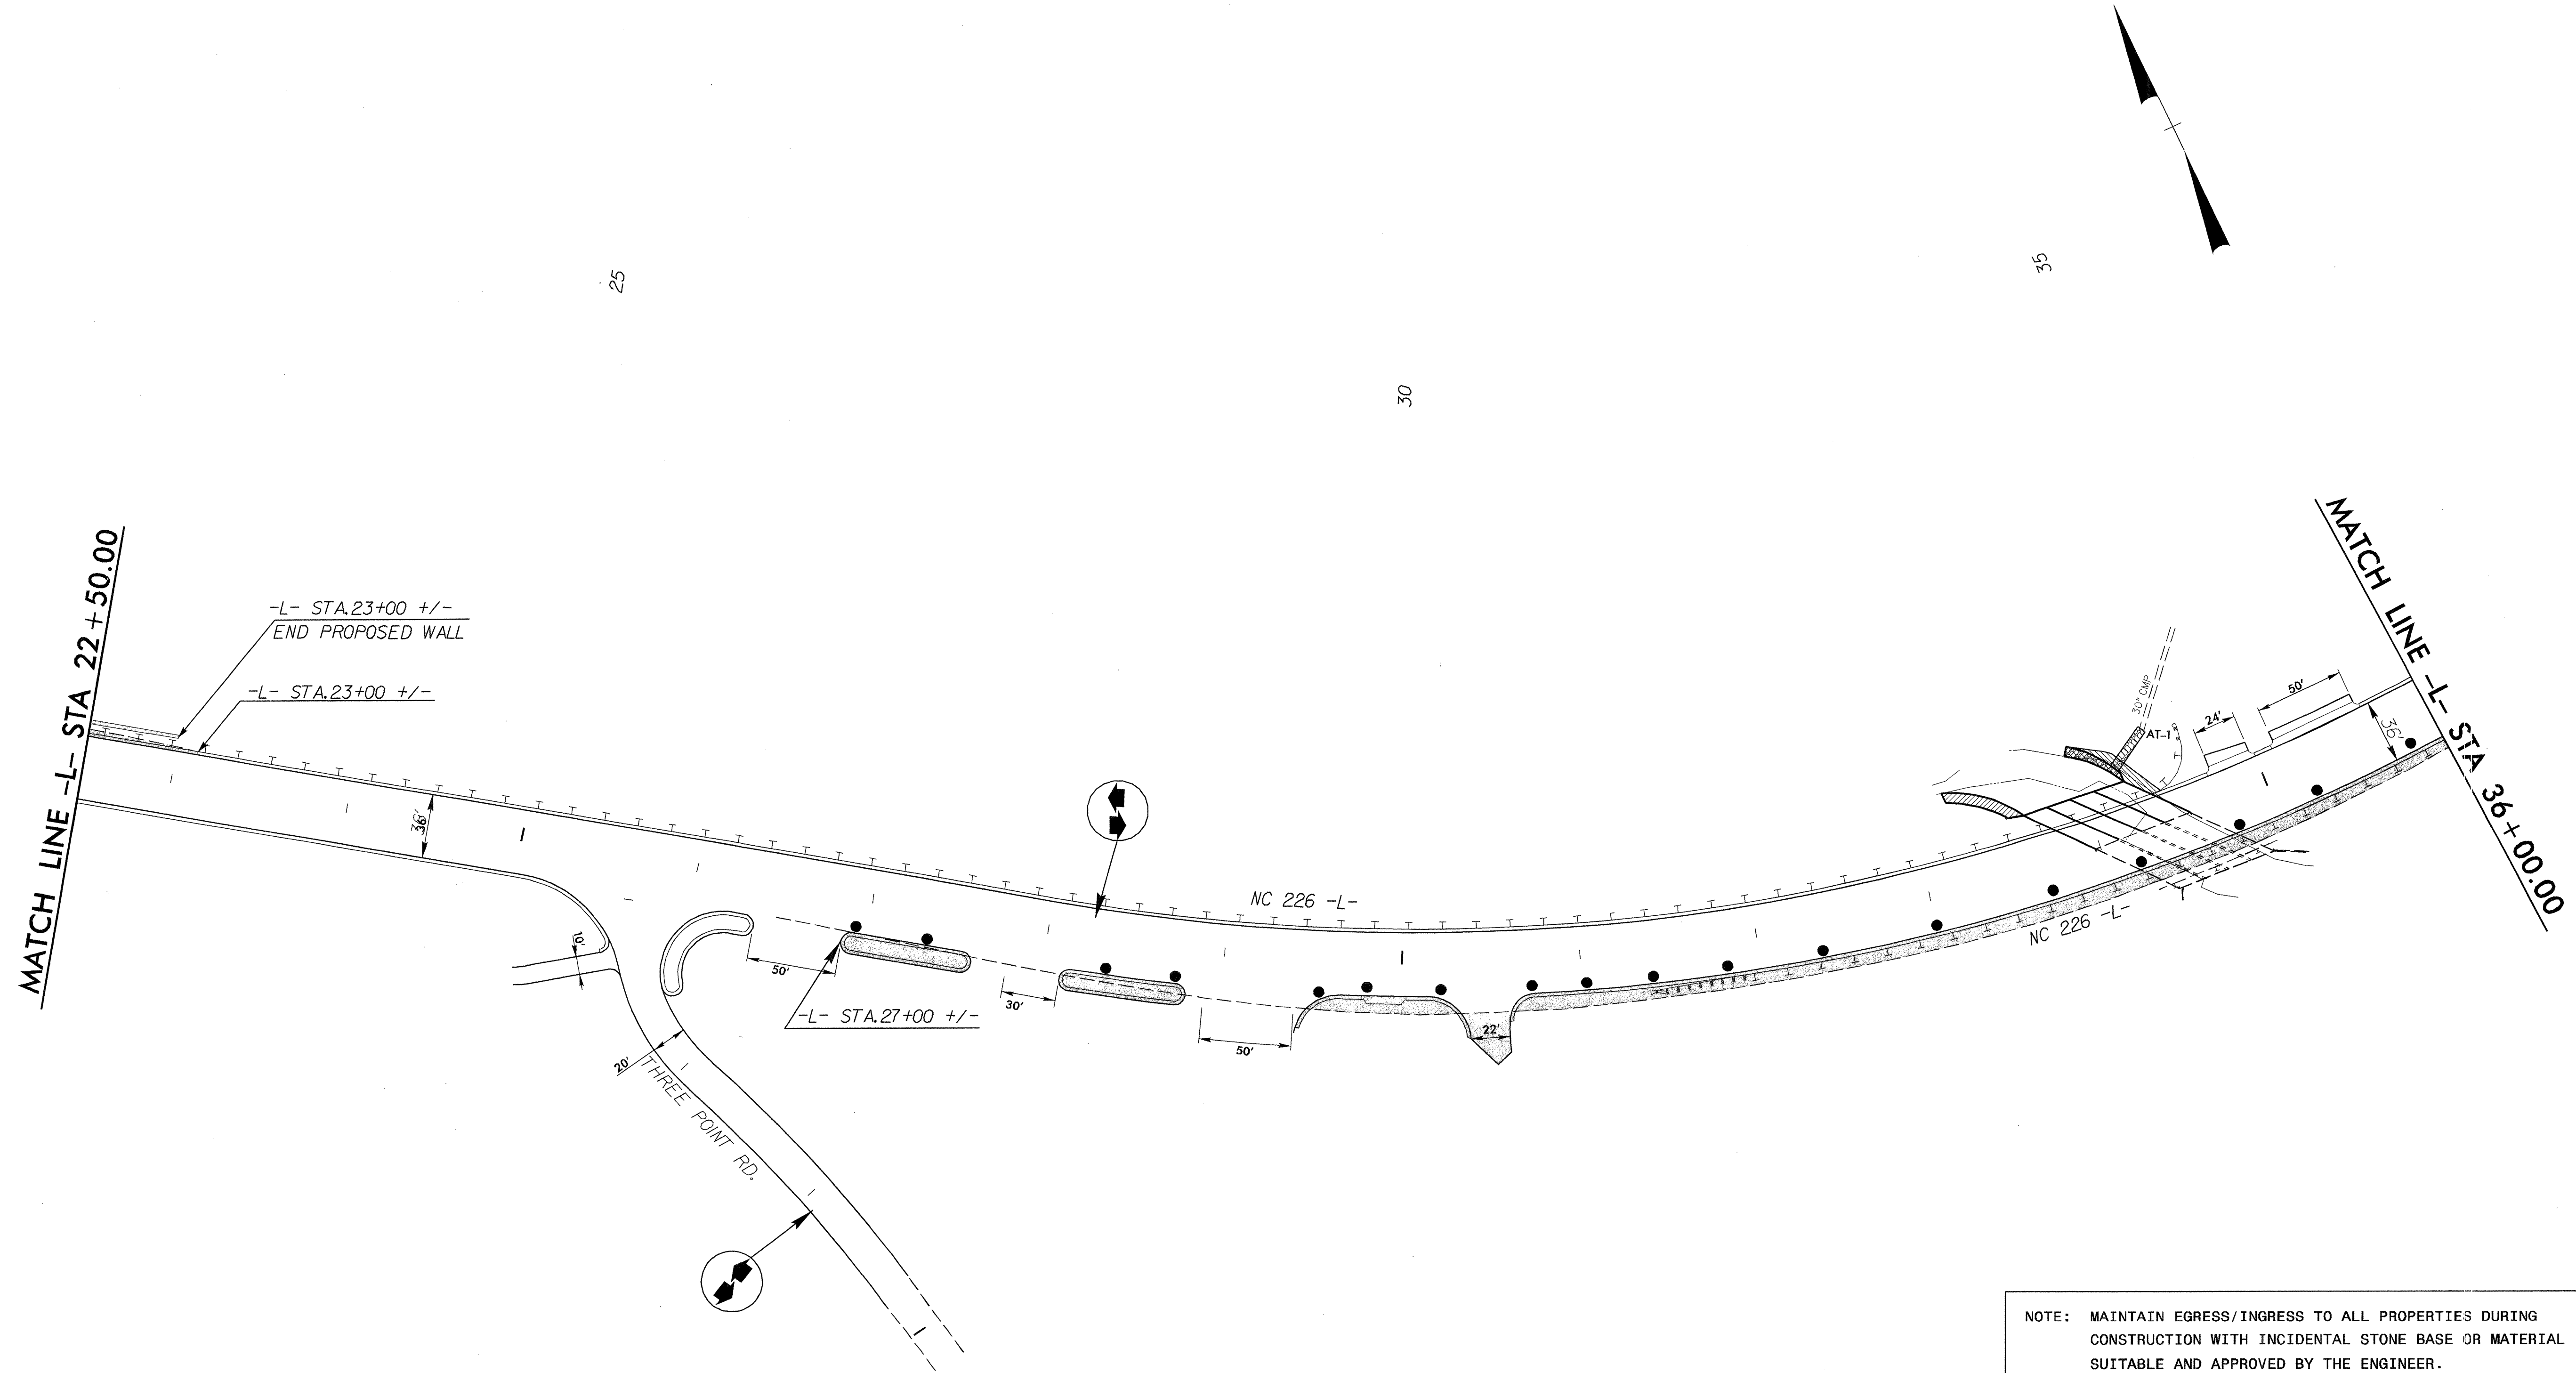 25
30
35
MATCH LINE -L- STA 22+50.00
-L- STA.23+00 +/-
END PROPOSED WALL
-L- STA.23+00 +/-
36'
10'
20'
THREE POINT RD.
50'
-L- STA.27+00 +/-
30'
50'
22'
NC 226 -L-
NC 226 -L-
30" CMP
AT-1
24'
50'
36'
MATCH LINE -L- STA 36+00.00
NOTE: MAINTAIN EGRESS/INGRESS TO ALL PROPERTIES DURING
CONSTRUCTION WITH INCIDENTAL STONE BASE OR MATERIAL
SUITABLE AND APPROVED BY THE ENGINEER.